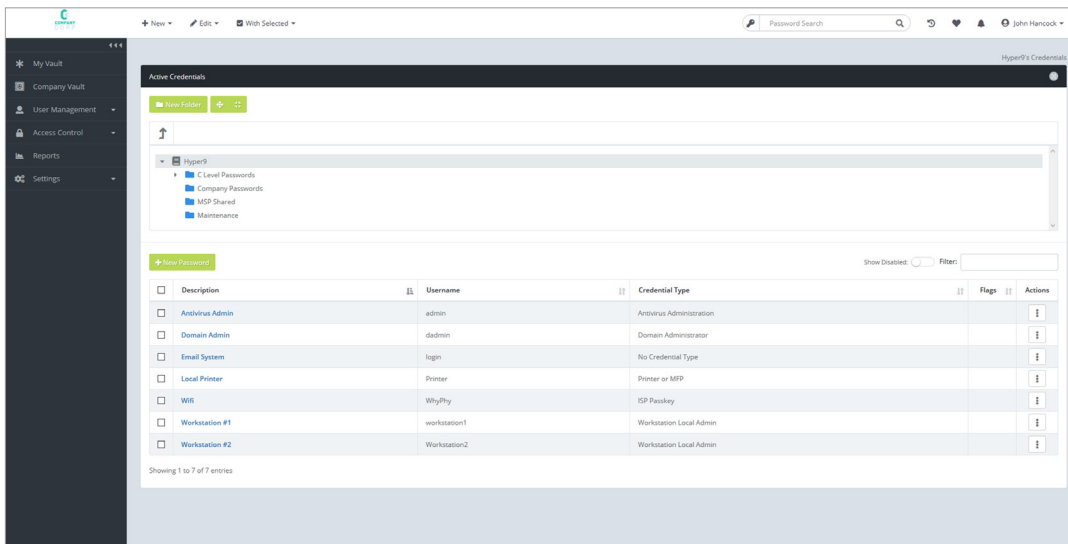 COMPANY
New
Edit
With Selected
Password Search
John Hancock
My Vault
Company Vault
User Management
Access Control
Reports
Settings
Hyper9's Credentials
Active Credentials
New Folder
Hyper9
C Level Passwords
Company Passwords
MSP Shared
Maintenance
+ New Password
Show Disabled: Filter:
Description Username Credential Type Flags Actions
Antivirus Admin admin Antivirus Administration
Domain Admin dadmin Domain Administrator
Email System login No Credential Type
Local Printer Printer Printer or MFP
Wifi WhyPhy ISP Passkey
Workstation #1 workstation1 Workstation Local Admin
Workstation #2 Workstation2 Workstation Local Admin
Showing 1 to 7 of 7 entries